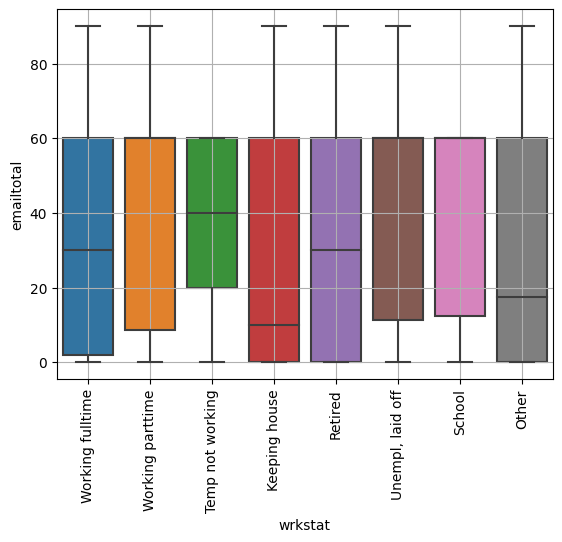 80
60
40
20
0
emailtotal
Working fulltime
Working parttime
Temp not working
Keeping house
Retired
Unempl, laid off
School
Other
wrkstat